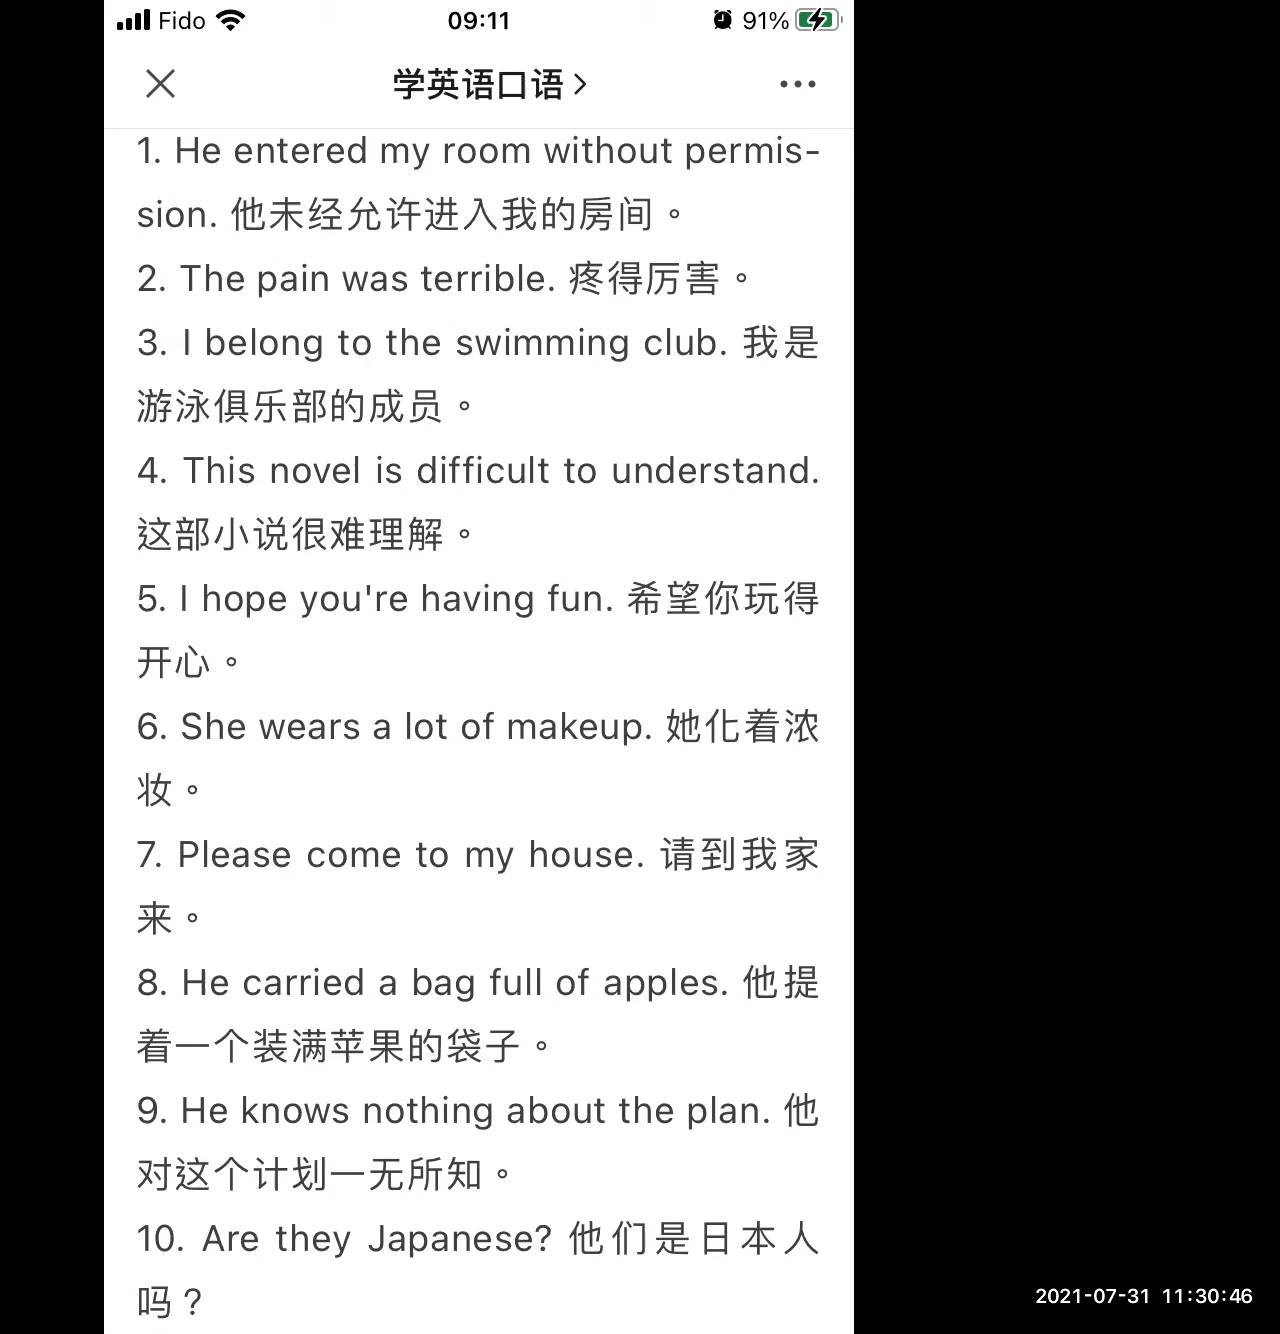 Fido 09:11 91%
学英语口语
1. He entered my room without permis-
sion. 他未经允许进入我的房间。
2. The pain was terrible. 疼得厉害。
3. I belong to the swimming club. 我是
游泳俱乐部的成员。
4. This novel is difficult to understand.
这部小说很难理解。
5. I hope you're having fun. 希望你玩得
开心。
6. She wears a lot of makeup. 她化着浓
妆。
7. Please come to my house. 请到我家
来。
8. He carried a bag full of apples. 他提
着一个装满苹果的袋子。
9. He knows nothing about the plan. 他
对这个计划一无所知。
10. Are they Japanese? 他们是日本人
吗？
2021-07-31 11:30:46